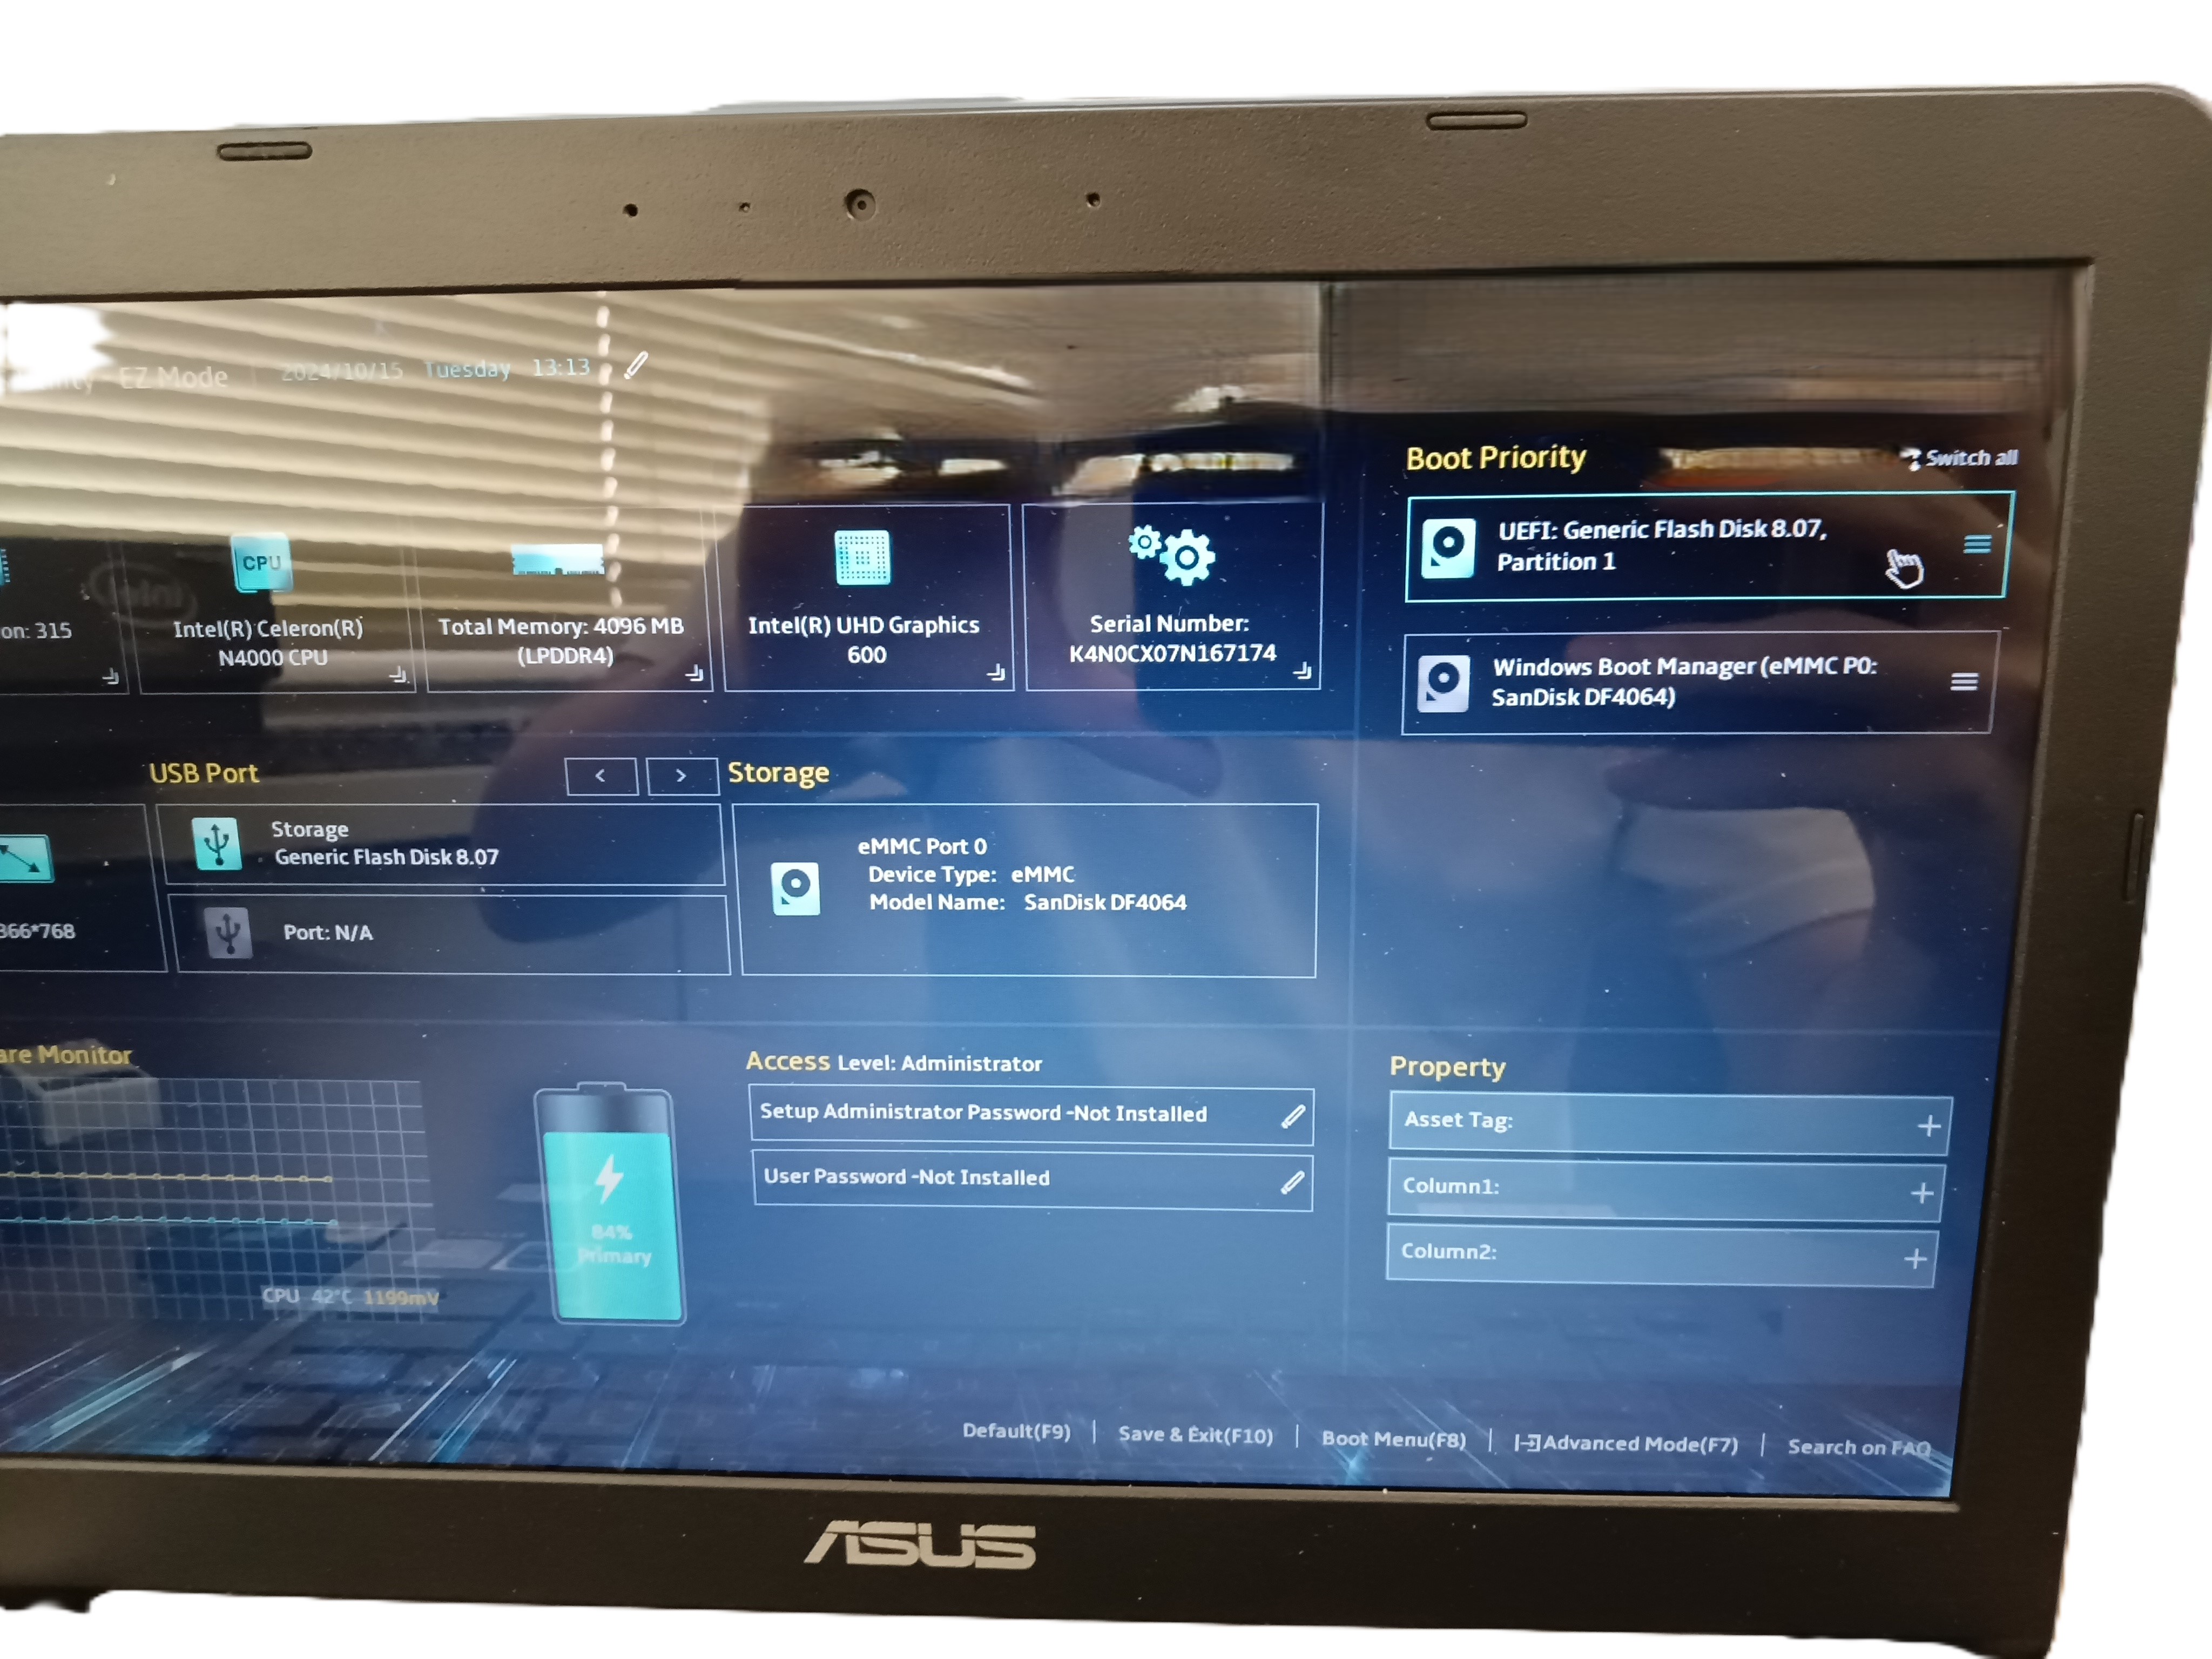 EZ Mode
2024/10/15 Tuesday 13:13
Boot Priority
Switch all
UEFI: Generic Flash Disk 8.07,
Partition 1
Windows Boot Manager (eMMC P0:
SanDisk DF4064)
on: 315
CPU
Intel(R) Celeron(R)
N4000 CPU
Total Memory: 4096 MB
(LPDDR4)
Intel(R) UHD Graphics
600
Serial Number:
K4N0CX07N167174
USB Port
< >
Storage
Generic Flash Disk 8.07
Port: N/A
366*768
Storage
eMMC Port 0
Device Type: eMMC
Model Name: SanDisk DF4064
are Monitor
CPU 42°C 1199mV
84%
Primary
Access Level: Administrator
Setup Administrator Password -Not Installed
User Password -Not Installed
Property
Asset Tag:
Column1:
Column2:
Default(F9) | Save & Exit(F10) | Boot Menu(F8) | Advanced Mode(F7) | Search on FAQ
ASUS